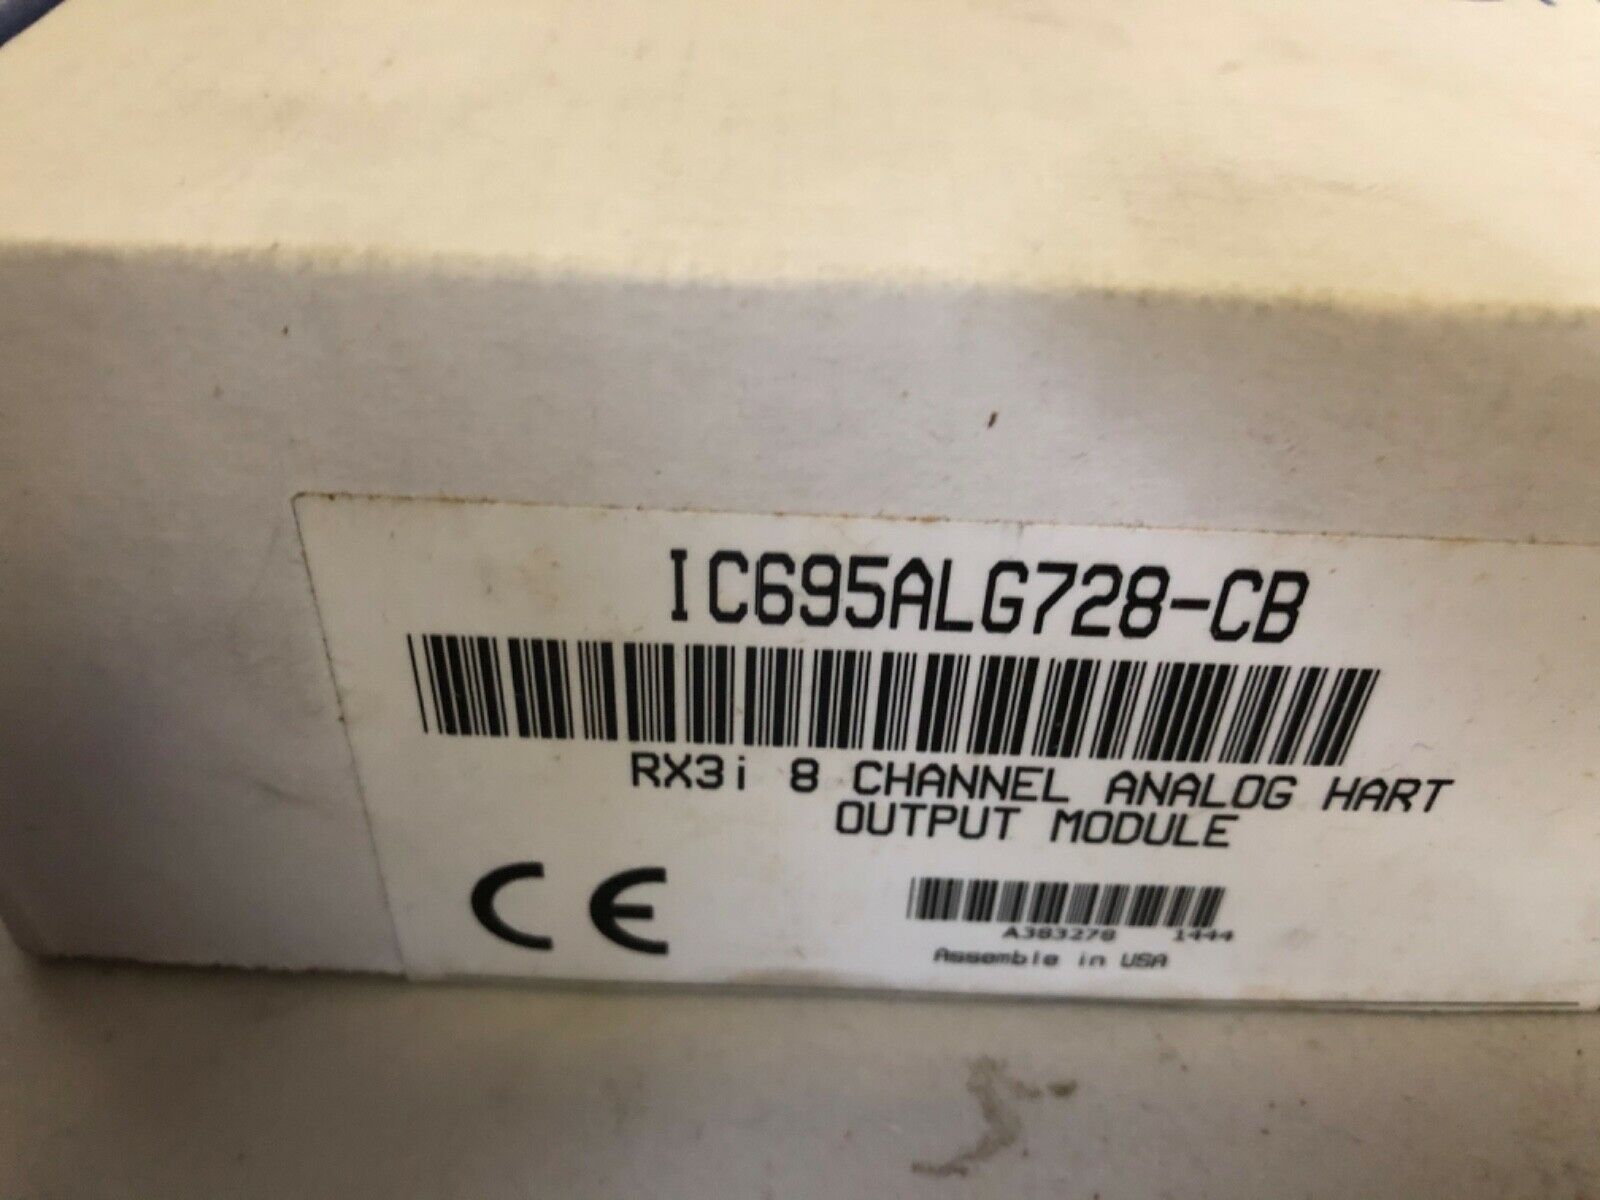 IC695ALG728-CB
RX3i 8 CHANNEL ANALOG HART
OUTPUT MODULE
CE
A383278 1444
Assemble in USA